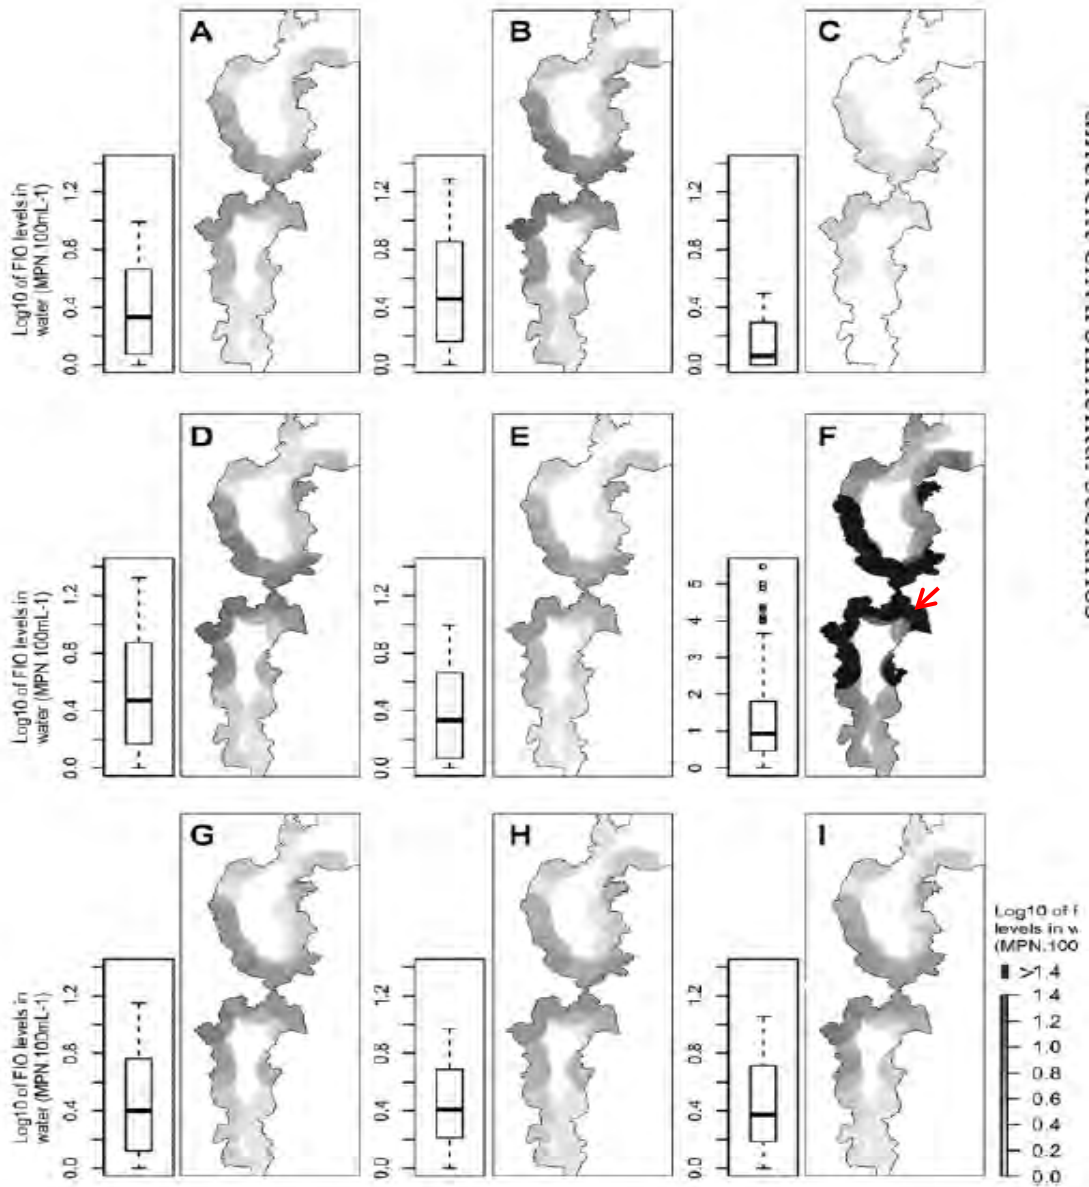 A
B
C
Log10 of FIO levels in
water (MPN.100mL-1)
0.0 0.4 0.8 1.2
0.0 0.4 0.8 1.2
0.0 0.4 0.8 1.2
D
E
F
Log10 of FIO levels in
water (MPN.100mL-1)
0.0 0.4 0.8 1.2
0.0 0.4 0.8 1.2
0 1 2 3 4 5
G
H
I
Log10 of FIO levels in
water (MPN.100mL-1)
0.0 0.4 0.8 1.2
0.0 0.4 0.8 1.2
0.0 0.4 0.8 1.2
Log10 of f
levels in w
(MPN.100
>1.4
1.4
1.2
1.0
0.8
0.6
0.4
0.2
0.0